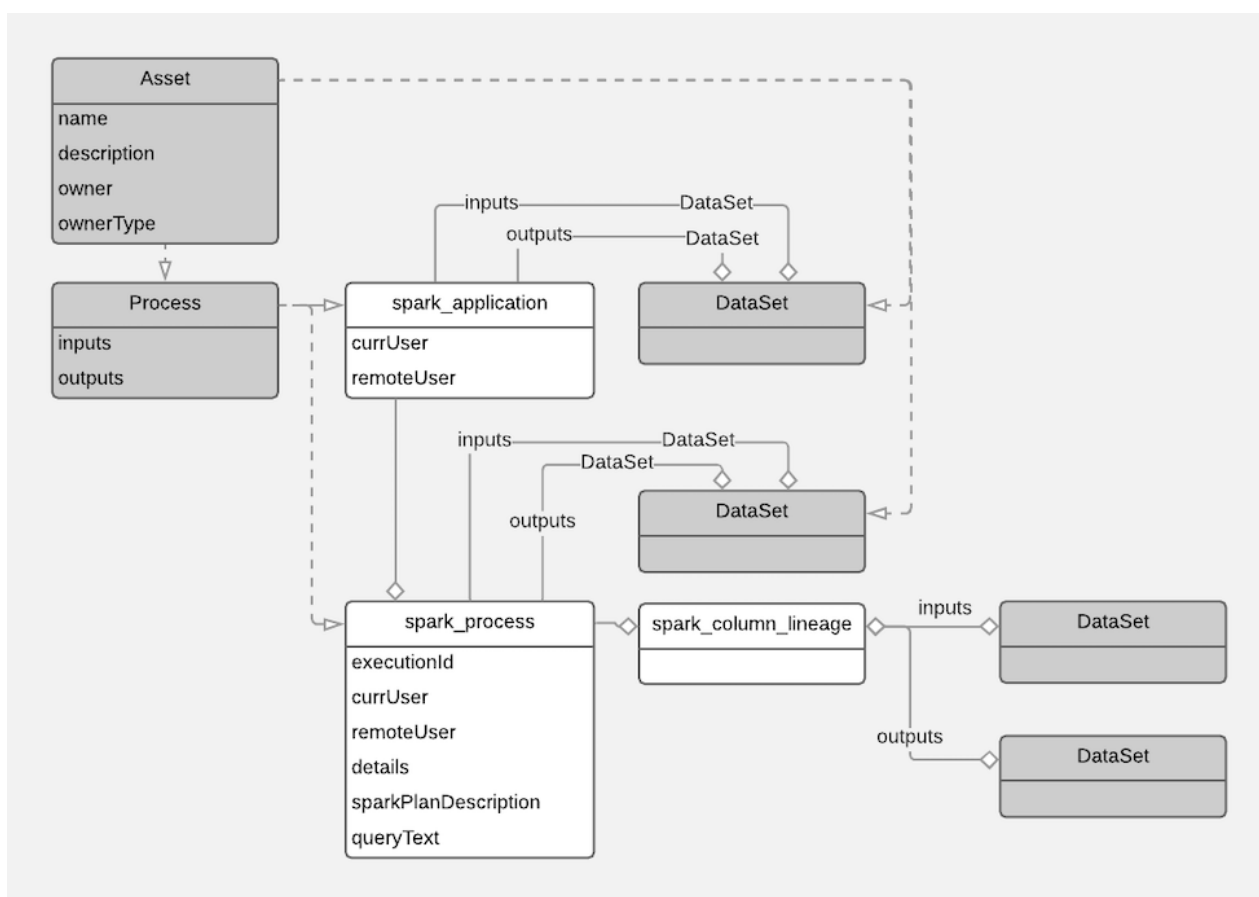 Asset
name
description
owner
ownerType
inputs
DataSet
outputs
DataSet
Process
inputs
outputs
spark_application
currUser
remoteUser
DataSet
inputs
DataSet
DataSet
outputs
DataSet
spark_process
executionId
currUser
remoteUser
details
sparkPlanDescription
queryText
spark_column_lineage
inputs
DataSet
outputs
DataSet